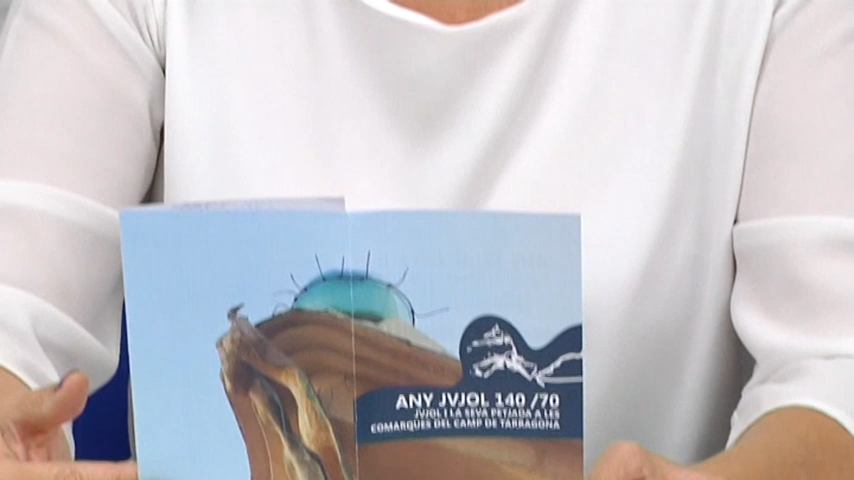 ANY JVJOL 140 /70
JVJOL I LA SEVA PETJADA A LES
COMARQUES DEL CAMP DE TARRAGONA